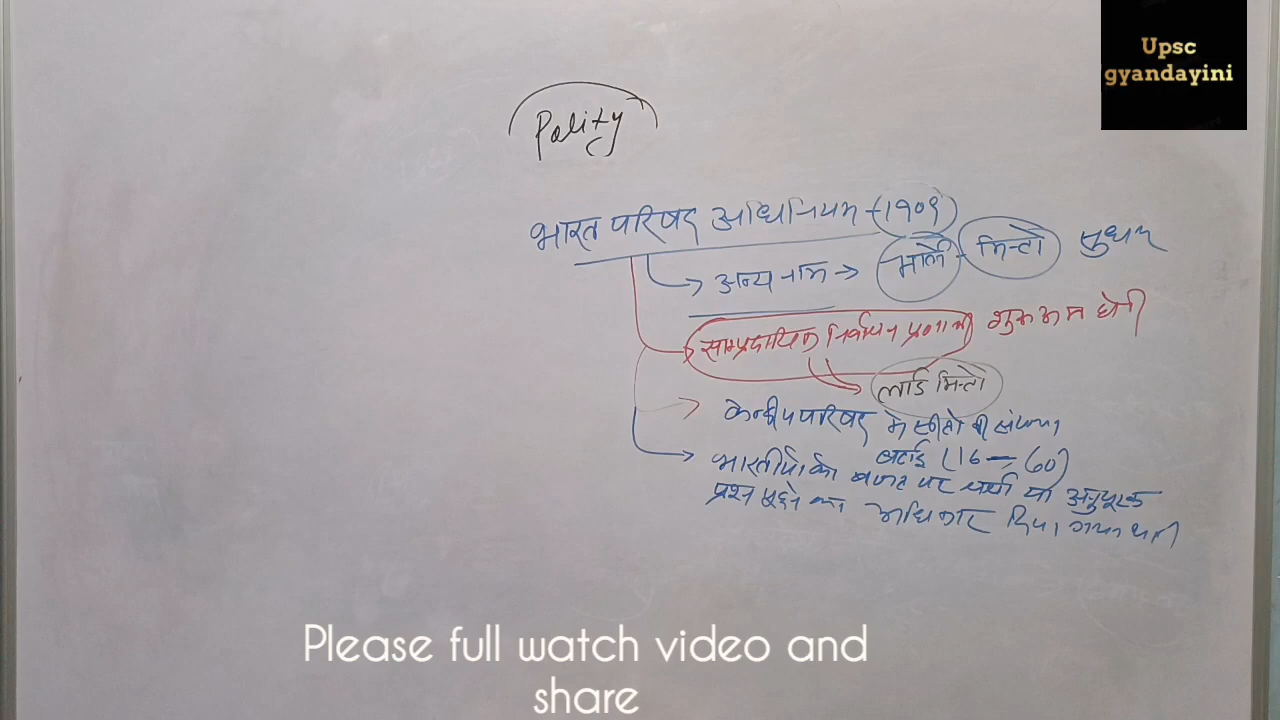 Upsc
gyandayini
Polity
भारत परिषद अधिनियम - (१९०९)
अन्य नाम → मार्ले - मिन्टो सुधार
साम्प्रदायिक निर्वाचन प्रणाली शुरूआत होती
लार्ड मिन्टो
केन्द्रीय परिषद में सीटो की संख्या
बढाई (16 → 60)
भारतीयों को बजट पर चर्चा या अनुपूरक
प्रश्न पूछने का अधिकार दिया गया था।
Please full watch video and
share